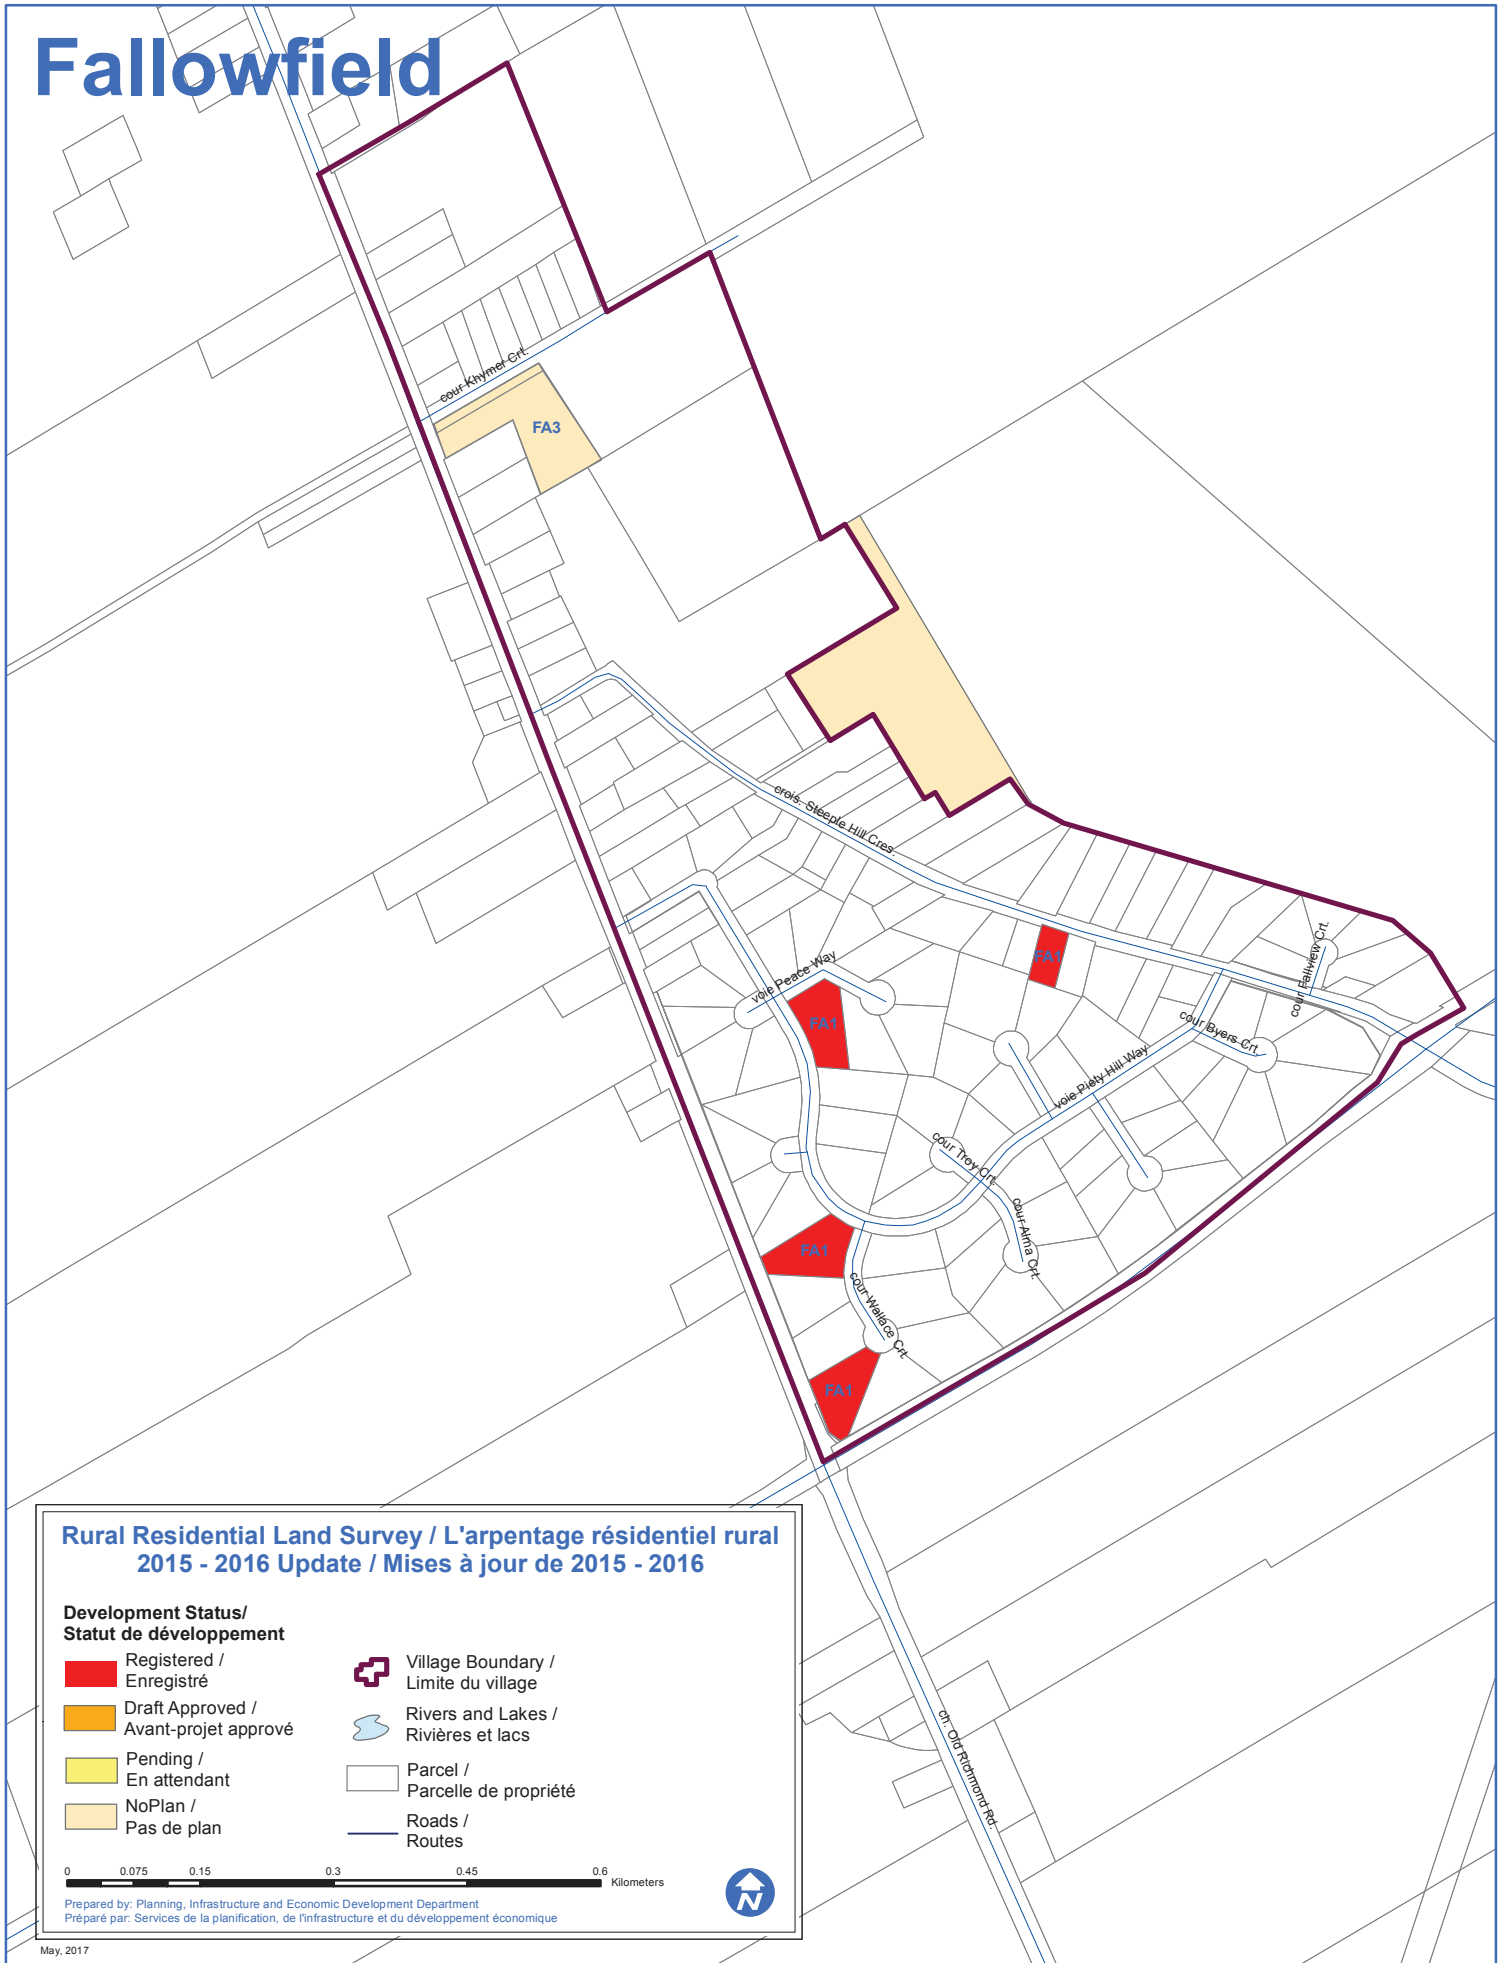 Fallowfield
cour Khymer Crt.
FA3
crois. Steeple Hill Cres.
cour Fallview Crt.
FA1
voie Peace Way
FA1
cour Byers Crt.
voie Piety Hill Way
cour Troy Crt.
cour Alma Crt.
FA1
cour Wallace Crt.
FA1
ch. Old Richmond Rd.
Rural Residential Land Survey / L'arpentage résidentiel rural
2015 - 2016 Update / Mises à jour de 2015 - 2016
Development Status/
Statut de développement
Registered /
Enregistré
Draft Approved /
Avant-projet apprové
Pending /
En attendant
NoPlan /
Pas de plan
Village Boundary /
Limite du village
Rivers and Lakes /
Rivières et lacs
Parcel /
Parcelle de propriété
Roads /
Routes
0 0.075 0.15 0.3 0.45 0.6
Kilometers
N
Prepared by: Planning, Infrastructure and Economic Development Department
Préparé par: Services de la planification, de l'infrastructure et du développement économique
May, 2017